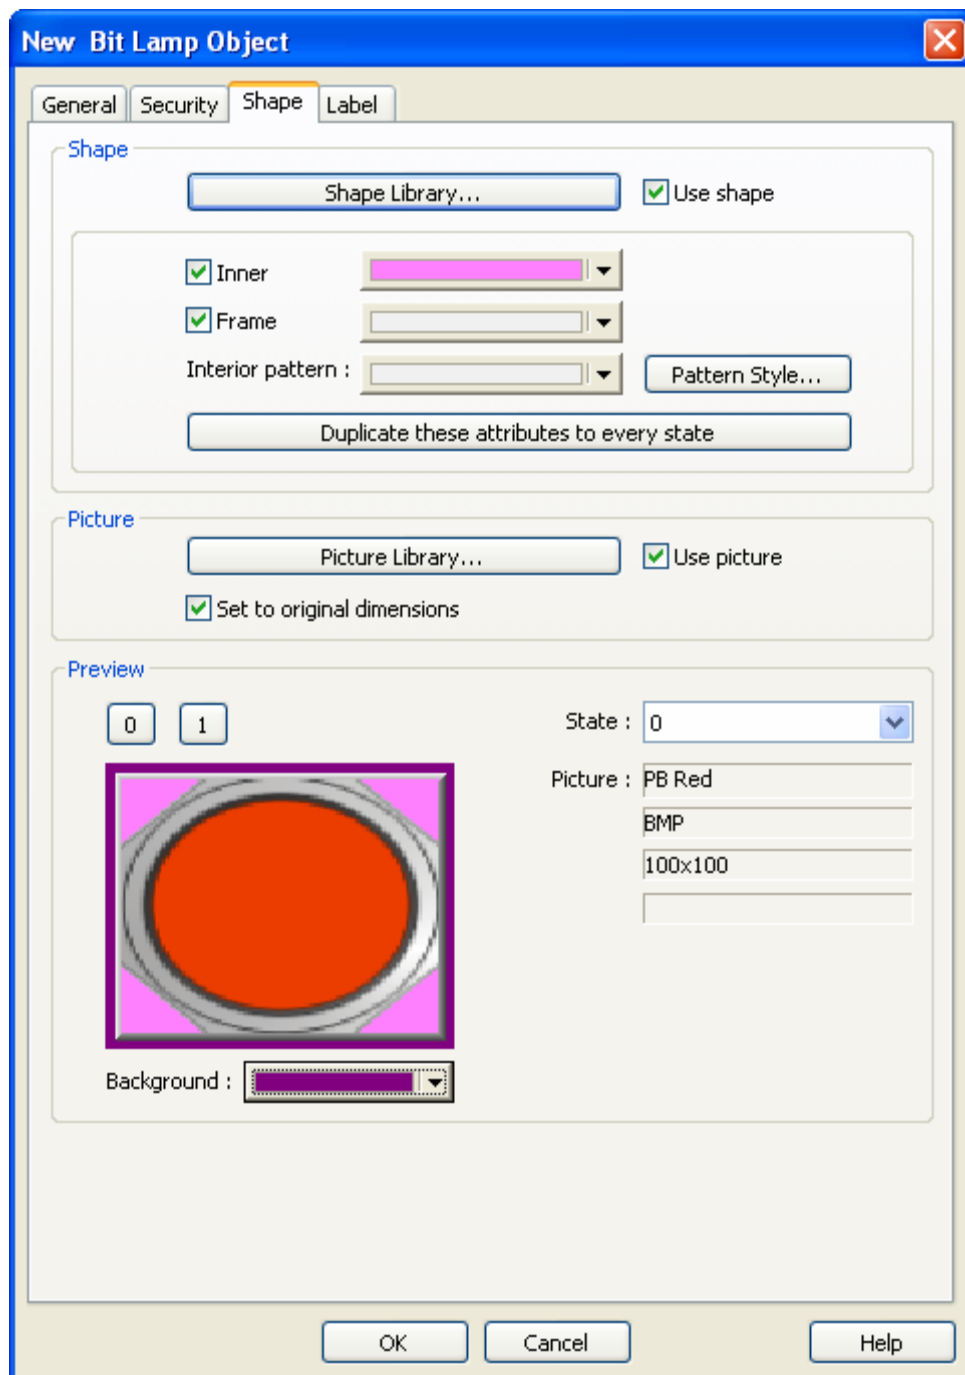 New Bit Lamp Object
General Security Shape Label
Shape
Shape Library... Use shape
Inner
Frame
Interior pattern : Pattern Style...
Duplicate these attributes to every state
Picture
Picture Library... Use picture
Set to original dimensions
Preview
0 1 State : 0
Picture : PB Red
BMP
100x100
Background :
OK Cancel Help